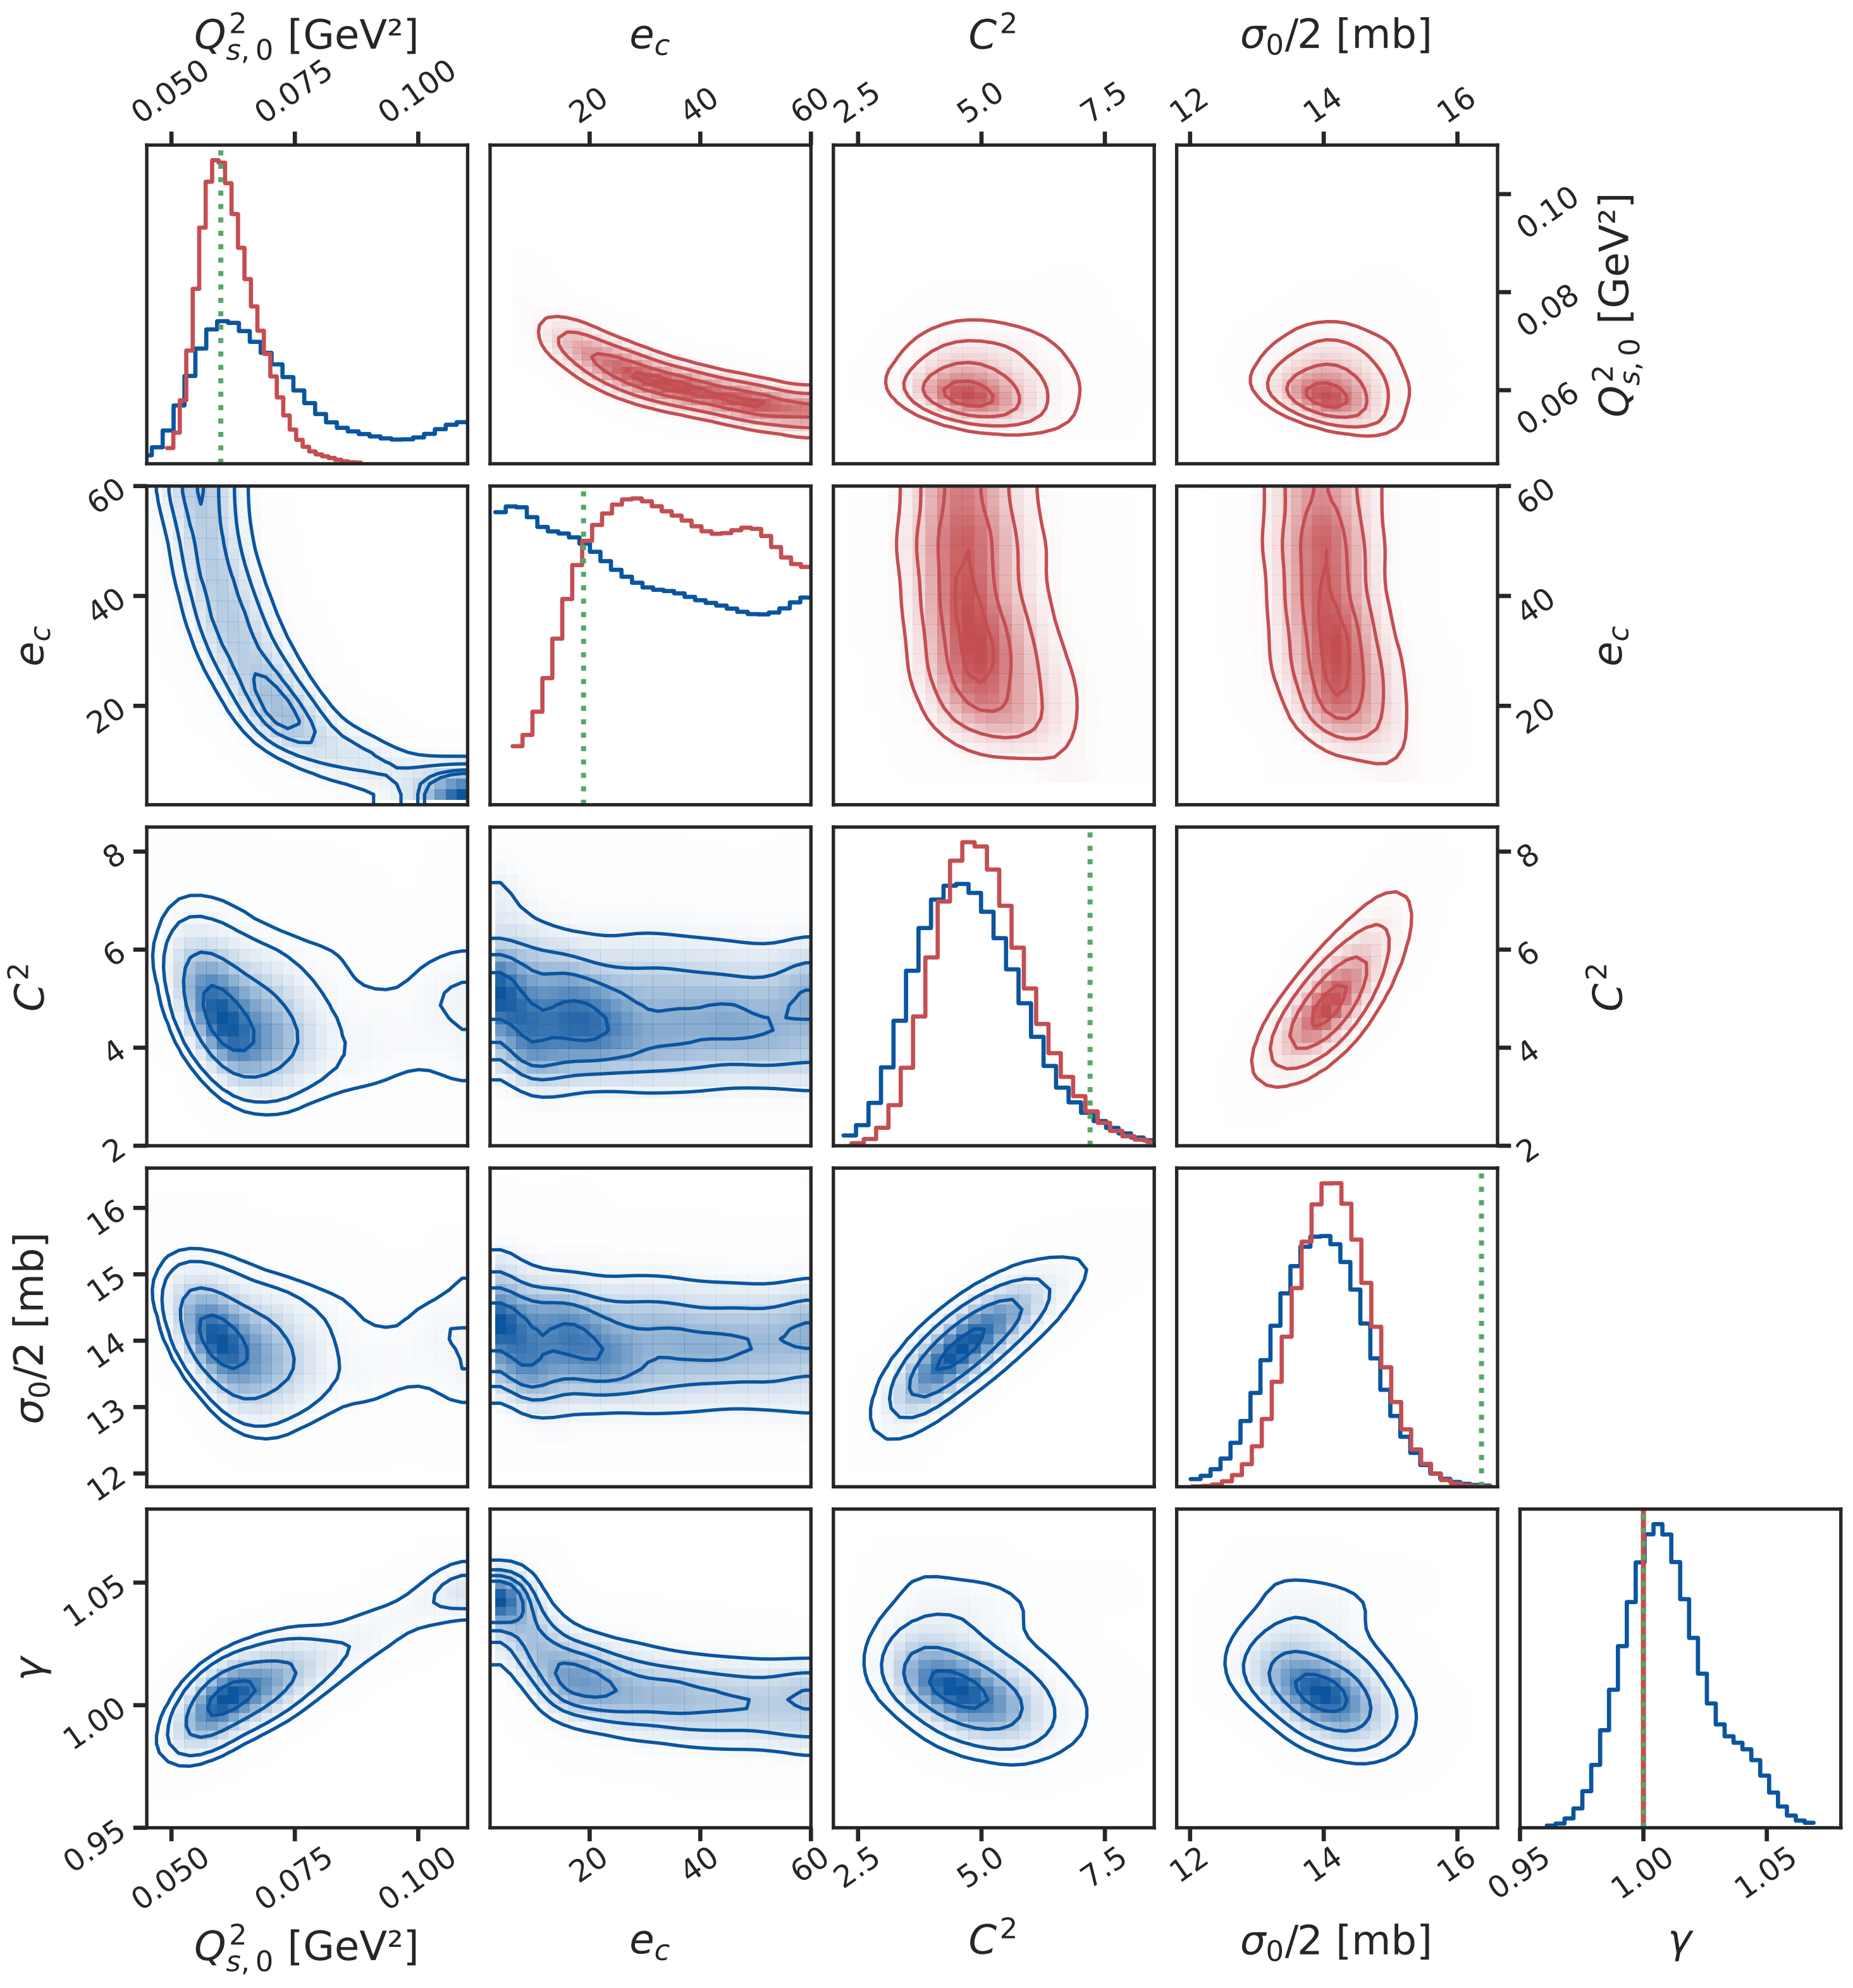 Q²ₛ,₀ [GeV²] e_c C² σ₀/2 [mb]
0.050 0.075 0.100 20 40 60 2.5 5.0 7.5 12 14 16
0.10
0.08
0.06
Q²ₛ,₀ [GeV²]
60
40
20
e_c
60
40
20
e_c
8
6
4
2
C²
8
6
4
2
C²
16
15
14
13
12
σ₀/2 [mb]
1.05
1.00
0.95
γ
0.050 0.075 0.100 20 40 60 2.5 5.0 7.5 12 14 16 0.95 1.00 1.05
Q²ₛ,₀ [GeV²] e_c C² σ₀/2 [mb] γ